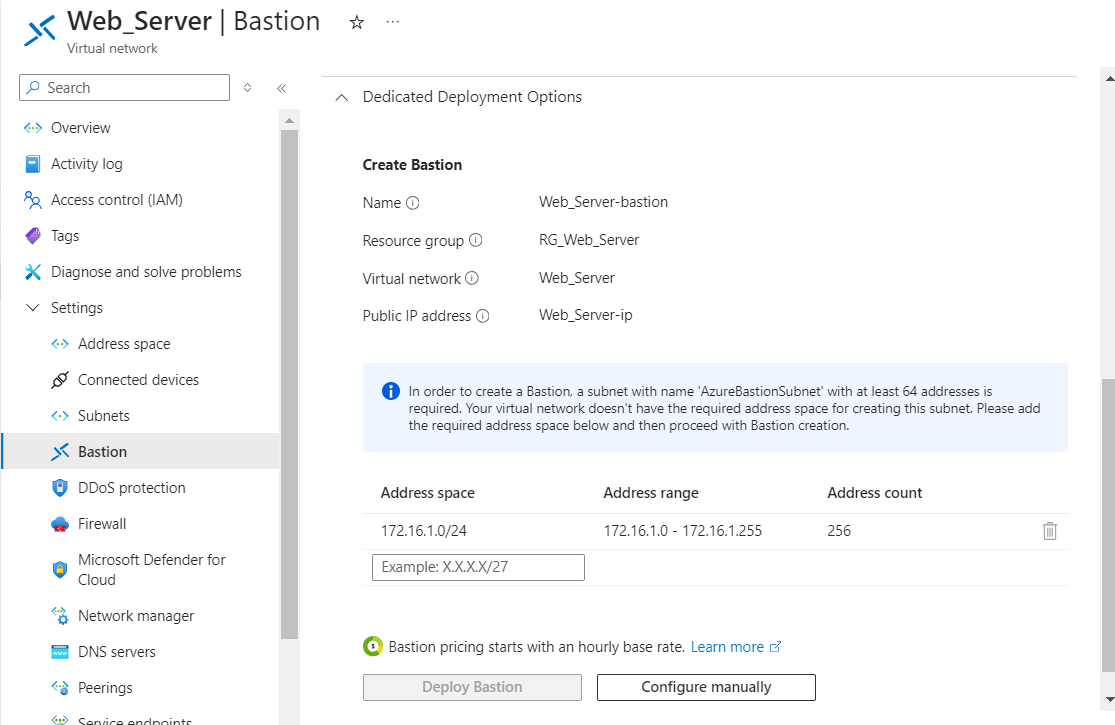 Web_Server | Bastion
Virtual network
Search
Overview
Activity log
Access control (IAM)
Tags
Diagnose and solve problems
Settings
Address space
Connected devices
Subnets
Bastion
DDoS protection
Firewall
Microsoft Defender for
Cloud
Network manager
DNS servers
Peerings
Service endpoints
Dedicated Deployment Options
Create Bastion
Name Web_Server-bastion
Resource group RG_Web_Server
Virtual network Web_Server
Public IP address Web_Server-ip
In order to create a Bastion, a subnet with name 'AzureBastionSubnet' with at least 64 addresses is
required. Your virtual network doesn't have the required address space for creating this subnet. Please add
the required address space below and then proceed with Bastion creation.
Address space Address range Address count
172.16.1.0/24 172.16.1.0 - 172.16.1.255 256
Example: X.X.X.X/27
Bastion pricing starts with an hourly base rate. Learn more
Deploy Bastion Configure manually